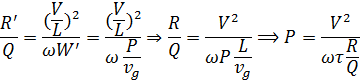 R′/Q = (V/L)²/ωW′ = (V/L)²/ω P/v_g ⇒ R/Q = V²/ωP L/v_g ⟹ P = V²/ωτ R/Q